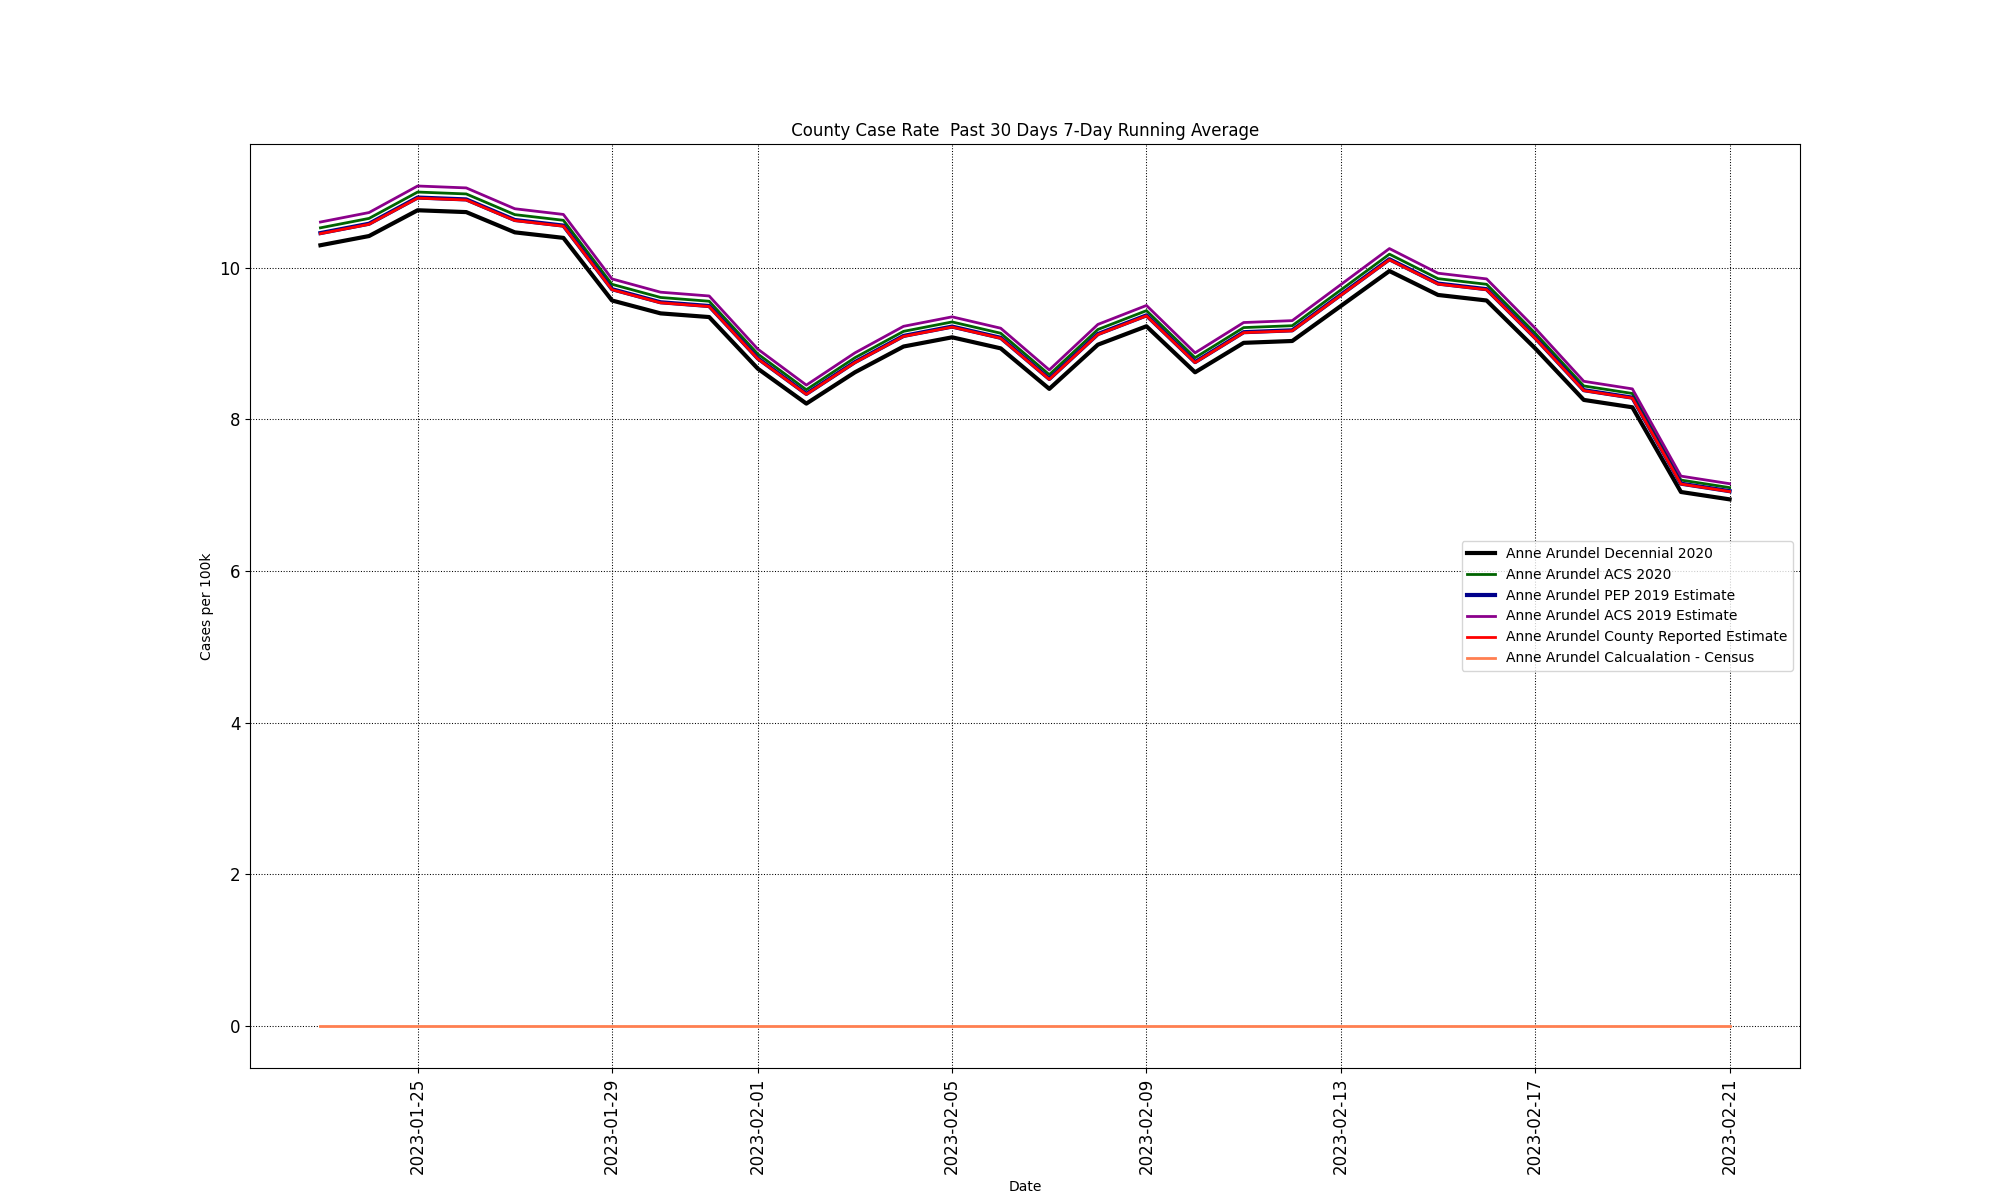 County Case Rate  Past 30 Days 7-Day Running Average
10
8
6
4
2
0
Cases per 100k
Anne Arundel Decennial 2020
Anne Arundel ACS 2020
Anne Arundel PEP 2019 Estimate
Anne Arundel ACS 2019 Estimate
Anne Arundel County Reported Estimate
Anne Arundel Calcualation - Census
2023-01-25
2023-01-29
2023-02-01
2023-02-05
2023-02-09
2023-02-13
2023-02-17
2023-02-21
Date